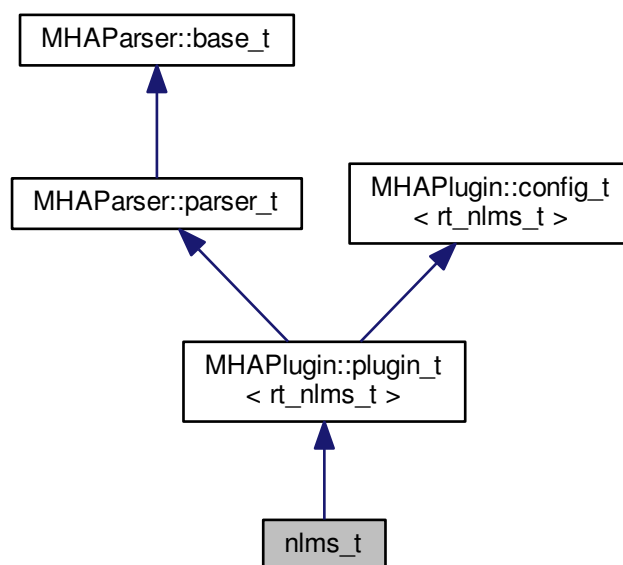 MHAParser::base_t
MHAParser::parser_t
MHAPlugin::config_t
< rt_nlms_t >
MHAPlugin::plugin_t
< rt_nlms_t >
nlms_t